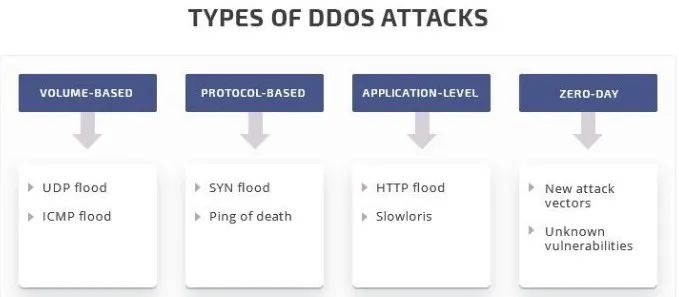 TYPES OF DDOS ATTACKS
VOLUME-BASED
PROTOCOL-BASED
APPLICATION-LEVEL
ZERO-DAY
UDP flood
ICMP flood
SYN flood
Ping of death
HTTP flood
Slowloris
New attack
vectors
Unknown
vulnerabilities